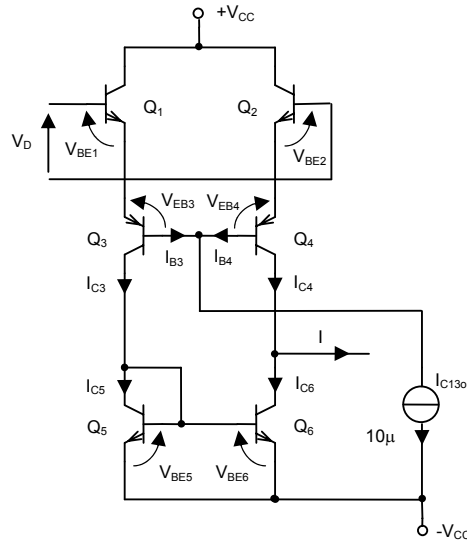 +VCC
Q1
Q2
VD
VBE1
VBE2
VEB3
VEB4
Q3
IB3
IB4
Q4
IC3
IC4
I
IC13o
IC5
IC6
10μ
Q5
Q6
VBE5
VBE6
-VCC